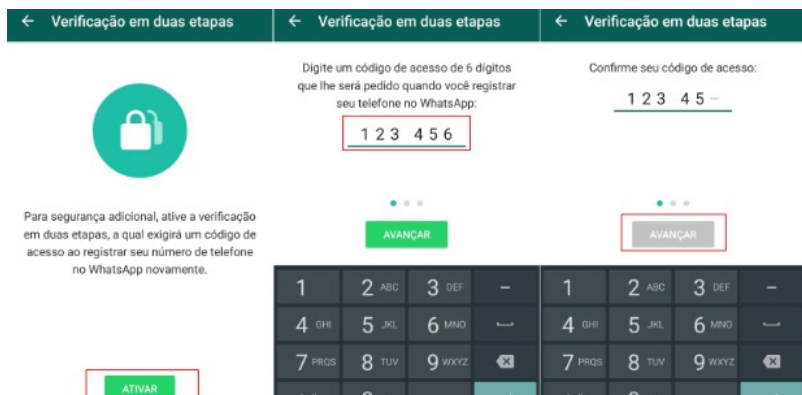 Verificação em duas etapas
Para segurança adicional, ative a verificação
em duas etapas, a qual exigirá um código de
acesso ao registrar seu número de telefone
no WhatsApp novamente.
ATIVAR
Verificação em duas etapas
Digite um código de acesso de 6 dígitos
que lhe será pedido quando você registrar
seu telefone no WhatsApp:
123 456
AVANÇAR
1 2 ABC 3 DEF –
4 GHI 5 JKL 6 MNO
7 PRQS 8 TUV 9 WXYZ
Verificação em duas etapas
Confirme seu código de acesso:
123 45–
AVANÇAR
1 2 ABC 3 DEF –
4 GHI 5 JKL 6 MNO
7 PRQS 8 TUV 9 WXYZ